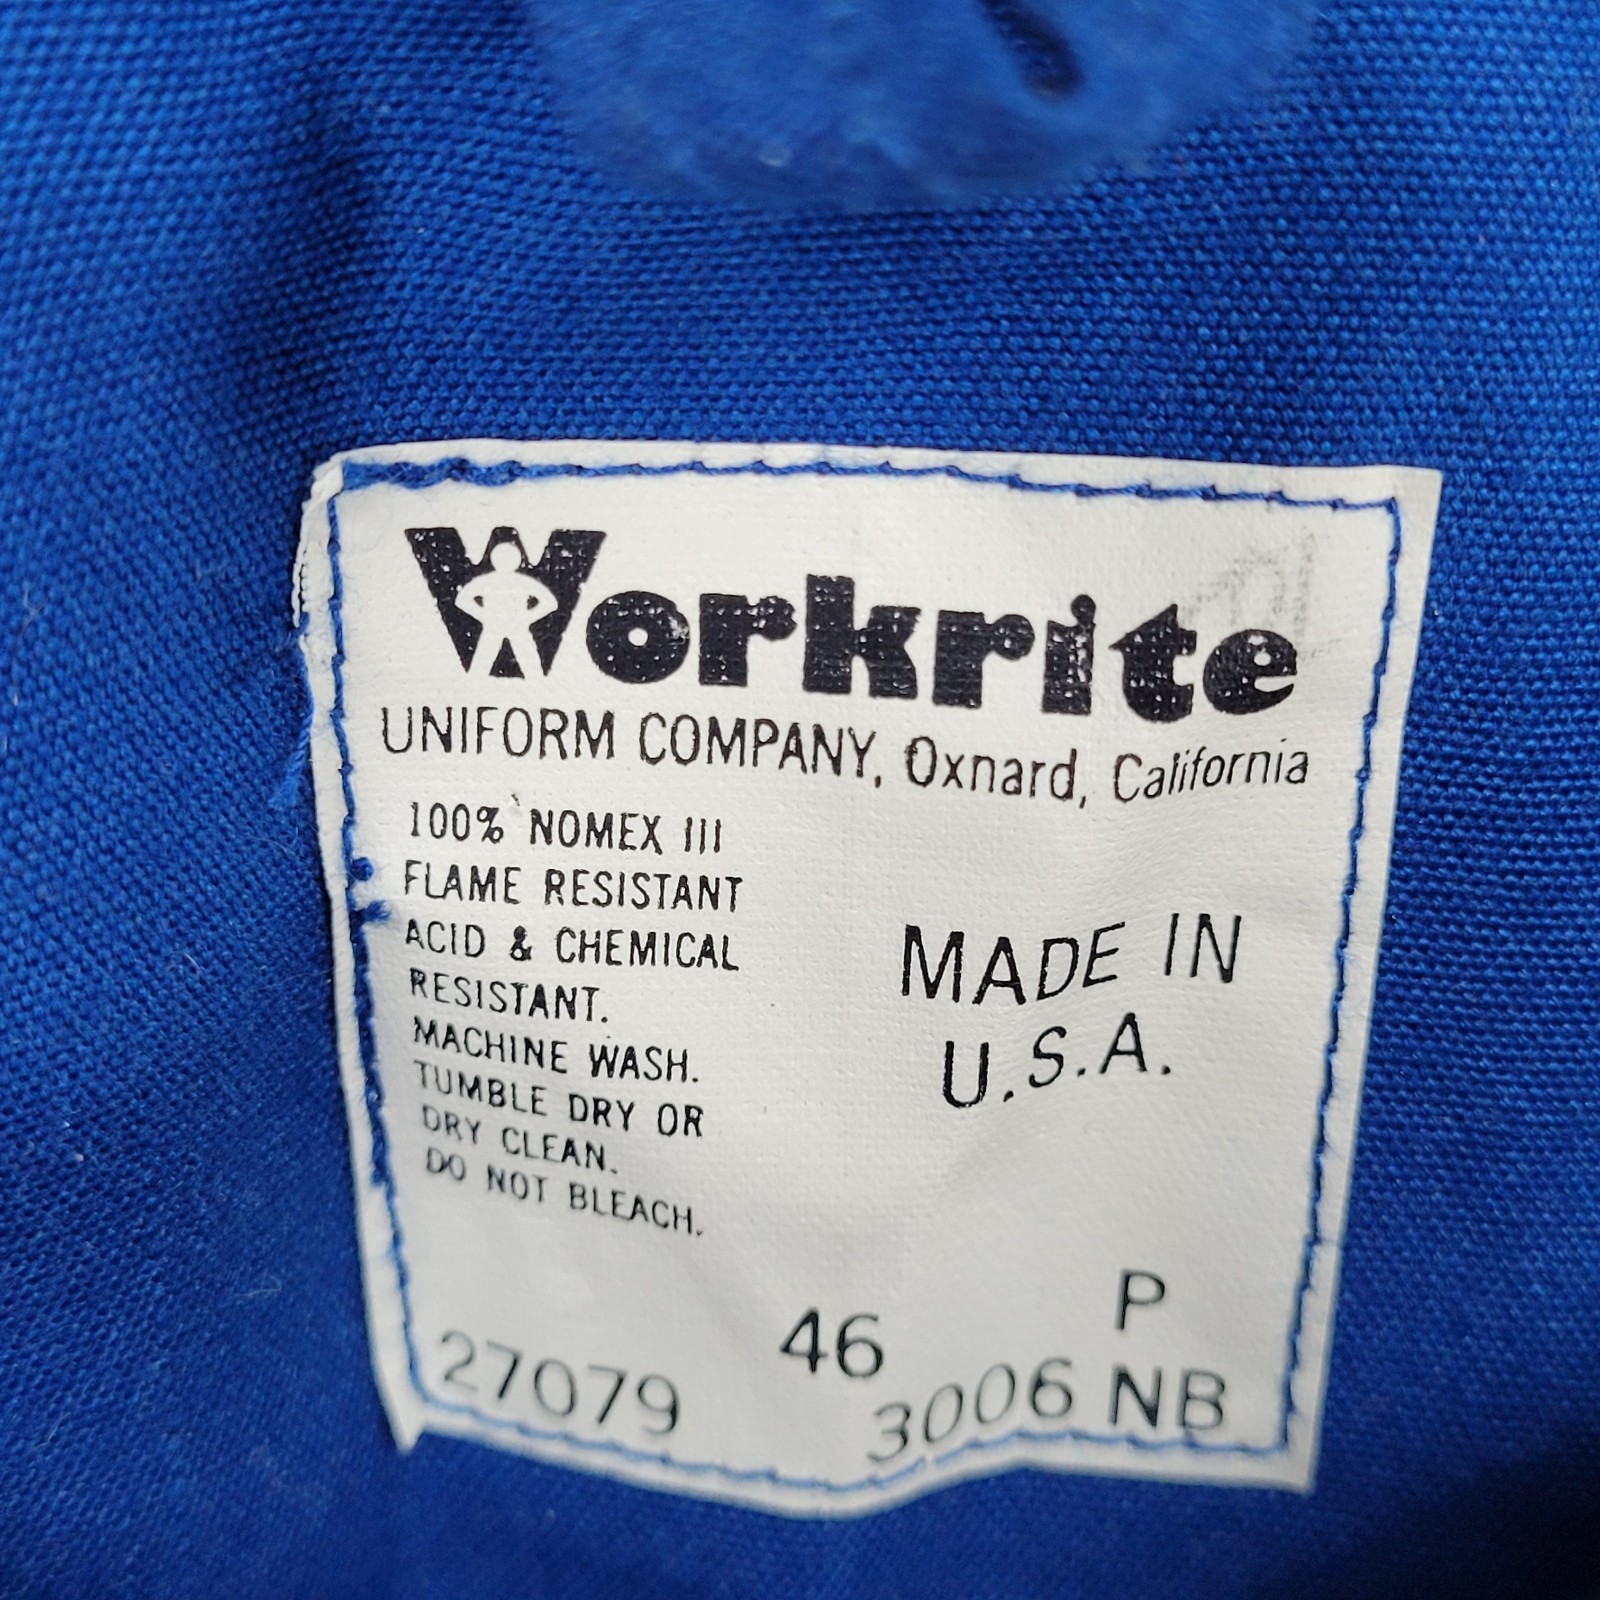 Workrite
UNIFORM COMPANY, Oxnard, California
100% NOMEX III
FLAME RESISTANT
ACID & CHEMICAL
RESISTANT.
MACHINE WASH.
TUMBLE DRY OR
DRY CLEAN.
DO NOT BLEACH.
MADE IN
U.S.A.
46 P
27079 3006 NB